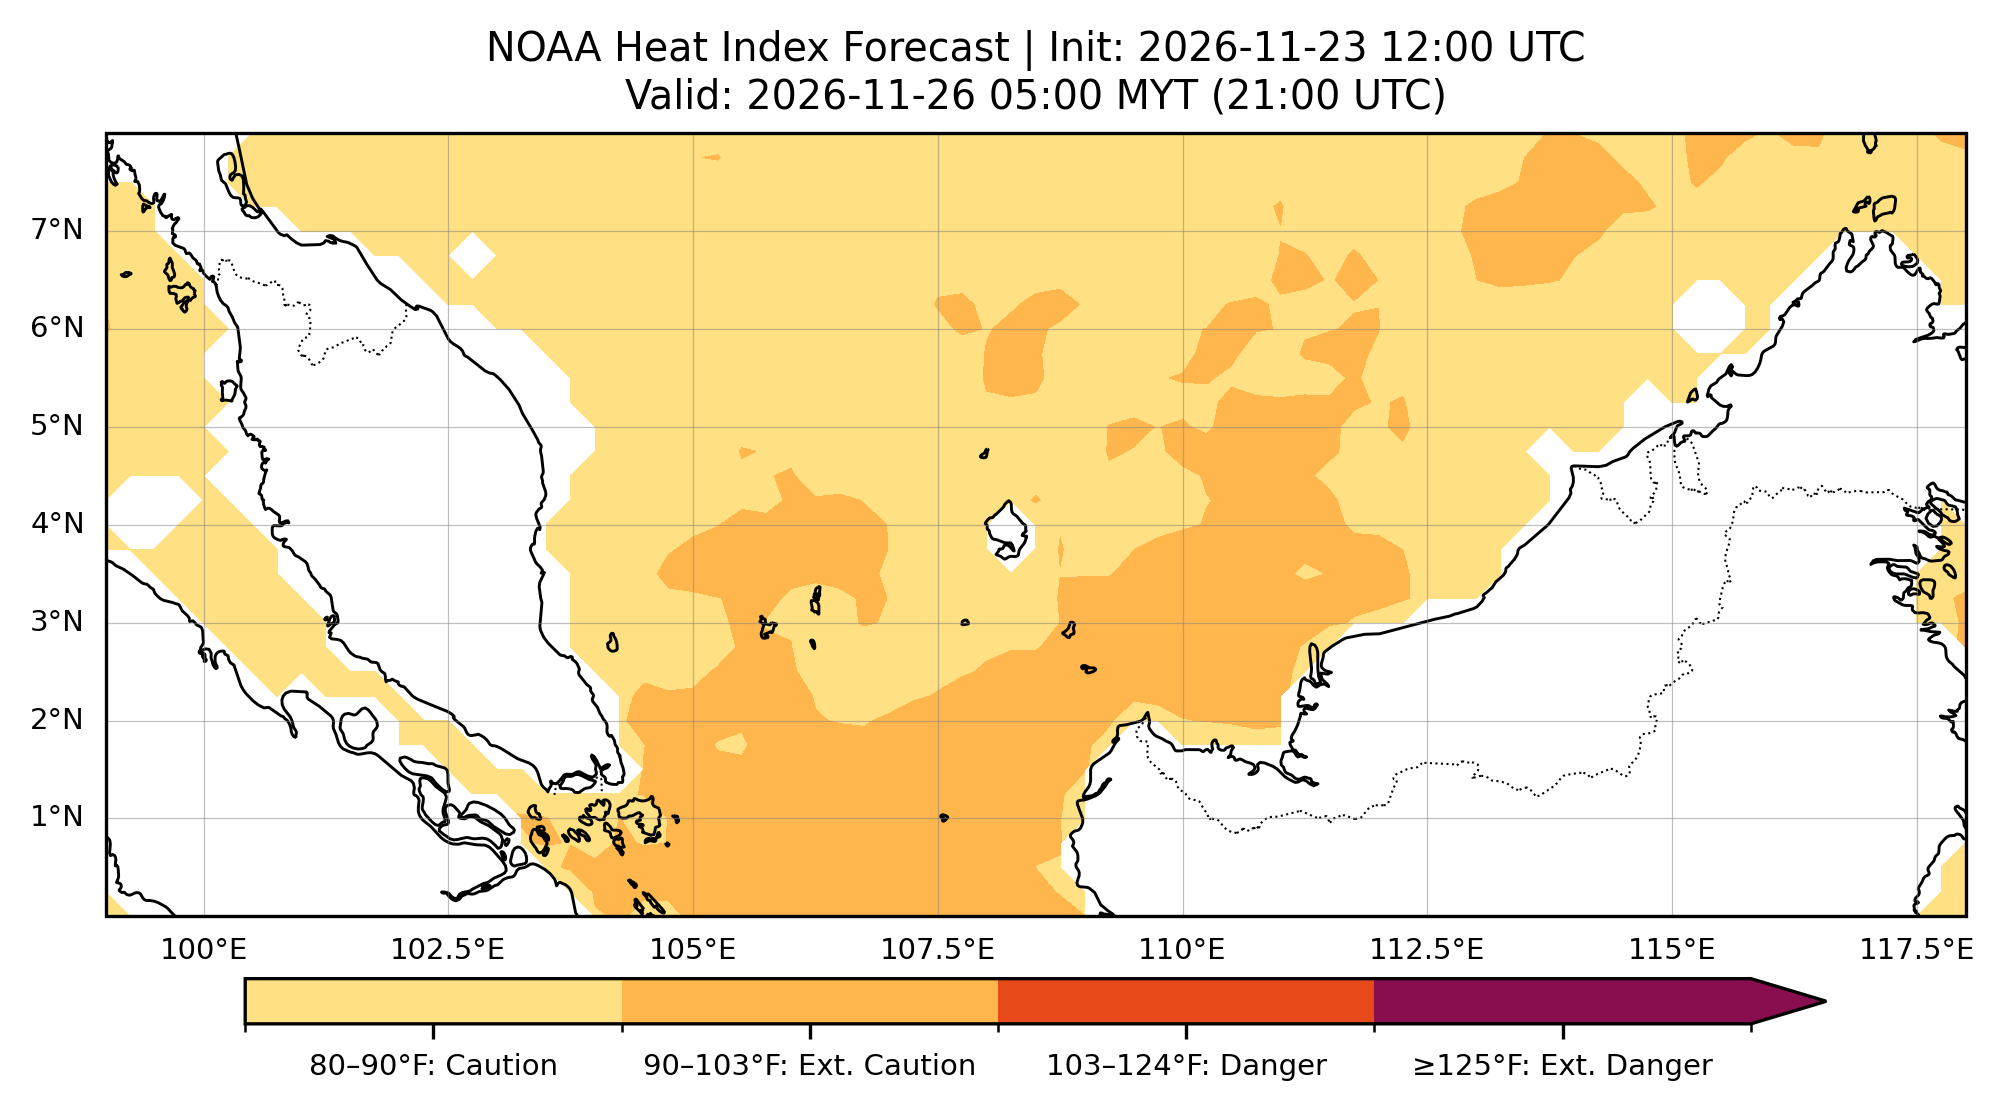 NOAA Heat Index Forecast | Init: 2026-11-23 12:00 UTC
Valid: 2026-11-26 05:00 MYT (21:00 UTC)
7°N
6°N
5°N
4°N
3°N
2°N
1°N
100°E 102.5°E 105°E 107.5°E 110°E 112.5°E 115°E 117.5°E
80–90°F: Caution 90–103°F: Ext. Caution 103–124°F: Danger ≥125°F: Ext. Danger